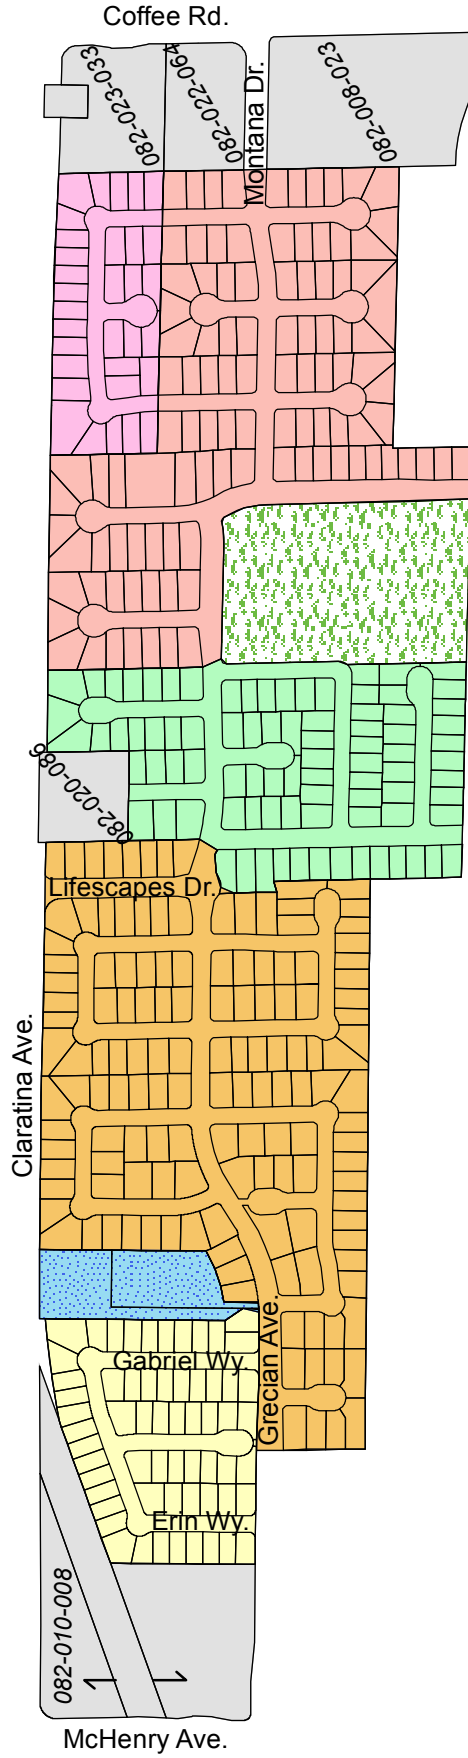 Coffee Rd.
082-023-033
082-022-064
Montana Dr.
082-008-023
082-020-086
Lifescapes Dr.
Claratina Ave.
Gabriel Wy.
Grecian Ave.
Erin Wy.
082-010-008
McHenry Ave.